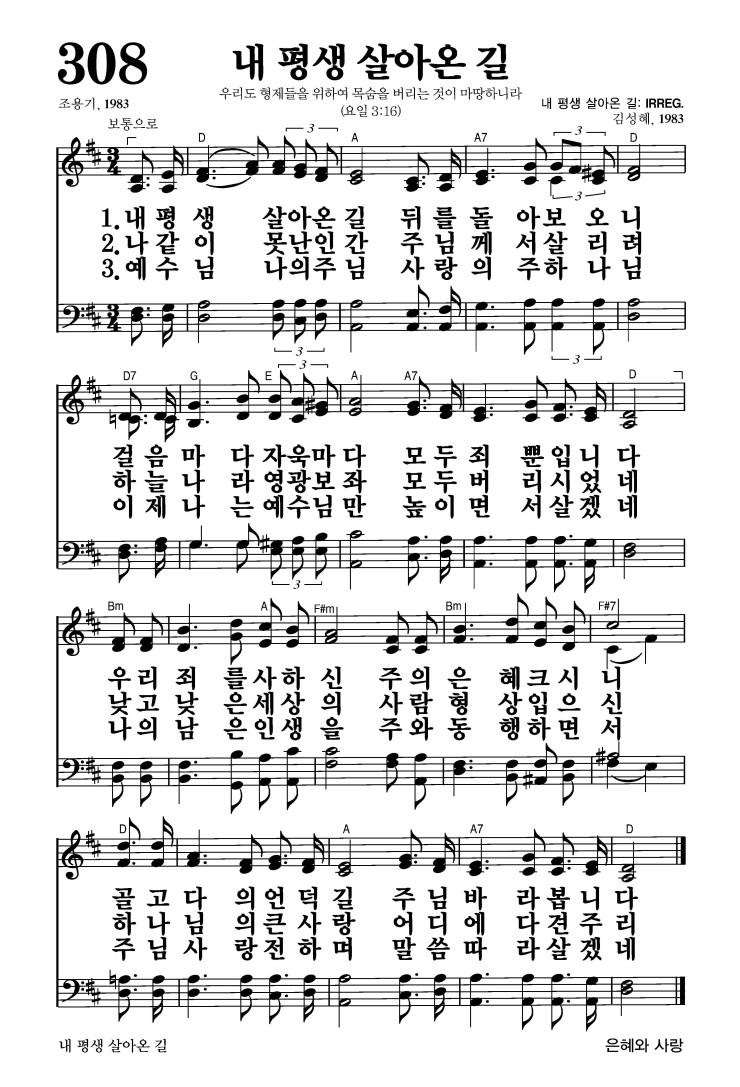 308
내 평생 살아온 길
우리도 형제들을 위하여 목숨을 버리는 것이 마땅하니라
(요일 3:16)
조용기, 1983
내 평생 살아온 길: IRREG.
김성혜, 1983
보통으로
D A A7 D
3 3
1.내 평 생 살아온 길 뒤 를 돌 아보 오 니
2.나 같 이 못난인 간 주 님 께 서살 리 려
3.예 수 님 나의주 님 사 랑 의 주하 나 님
3 3
D7 G E A A7 D
3
걸 음 마 다 자욱마 다 모 두 죄 뿐입 니 다
하 늘 나 라 영광보 좌 모 두 버 리 시 었 네
이 제 나 는 예수님 만 높 이 면 서살 겠 네
3
Bm A F#m Bm F#7
우 리 죄 를사 하 신 주 의 은 혜크 시 니
낮 고 낮 은세 상 의 사 람 형 상입 으 신
나 의 남 은인 생 을 주 와 동 행하 면 서
D A A7 D
골 고 다 의언 덕 길 주 님 바 라봅 니 다
하 나 님 의큰 사 랑 어 디 에 다견 주 리
주 님 사 랑전 하 며 말 씀 따 라살 겠 네
내 평생 살아온 길
은혜와 사랑